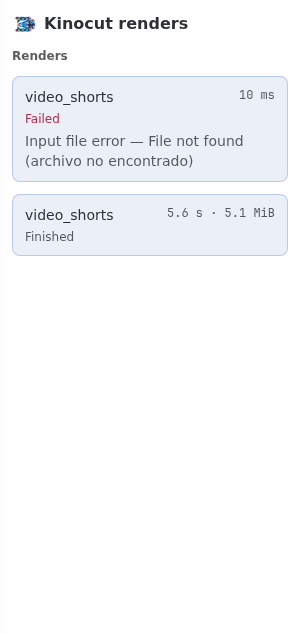 Kinocut renders
Renders
video_shorts 10 ms
Failed
Input file error — File not found
(archivo no encontrado)
video_shorts 5.6 s · 5.1 MiB
Finished